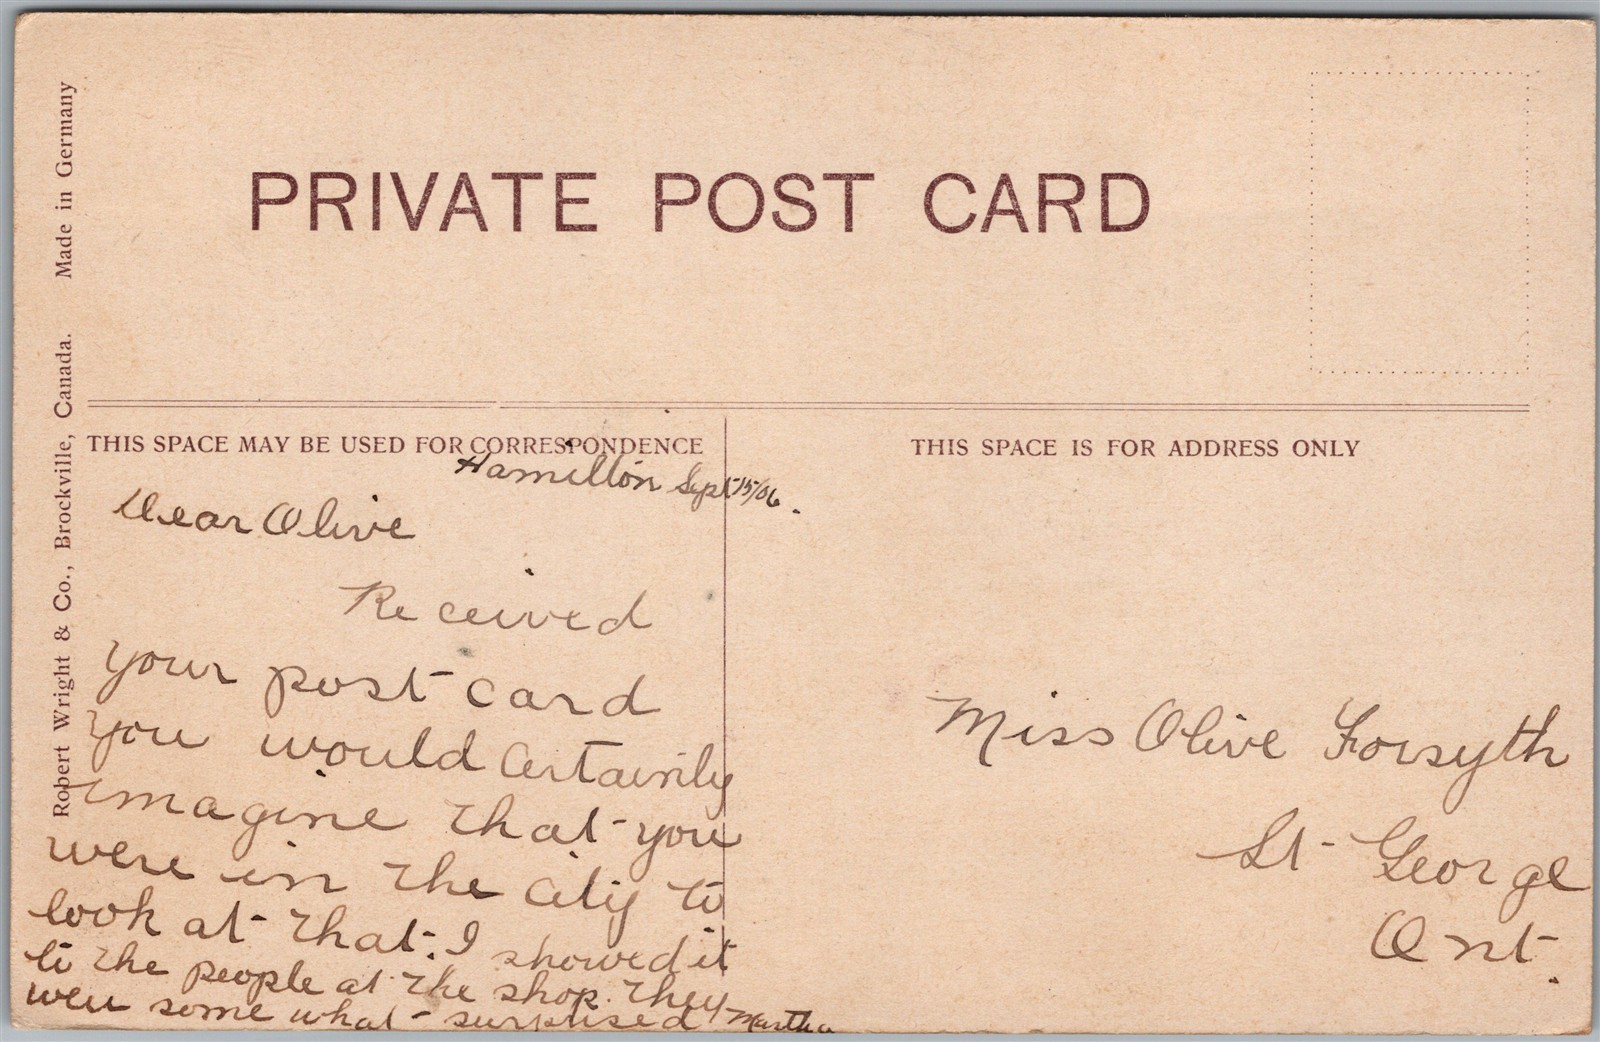 PRIVATE POST CARD
Robert Wright & Co., Brockville, Canada. Made in Germany
THIS SPACE MAY BE USED FOR CORRESPONDENCE
THIS SPACE IS FOR ADDRESS ONLY
Hamilton Sept 15/06.
Dear Olive
Received
your post card
you would certainly
imagine that you
were in the city to
look at that. I showed it
to the people at the shop. They
were some what surprised Martha
Miss Olive Forsyth
St. George
Ont.